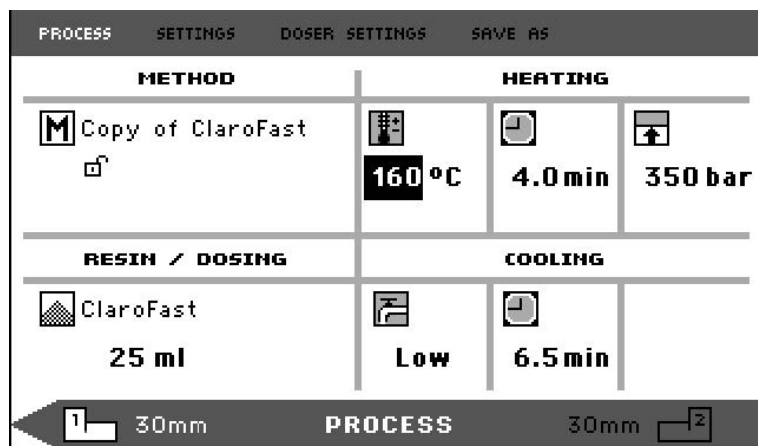 PROCESS SETTINGS DOSER SETTINGS SAVE AS
METHOD HEATING
M Copy of ClaroFast
160 ºC 4.0 min 350 bar
RESIN / DOSING COOLING
ClaroFast
25 ml Low 6.5 min
1 30mm PROCESS 30mm 2